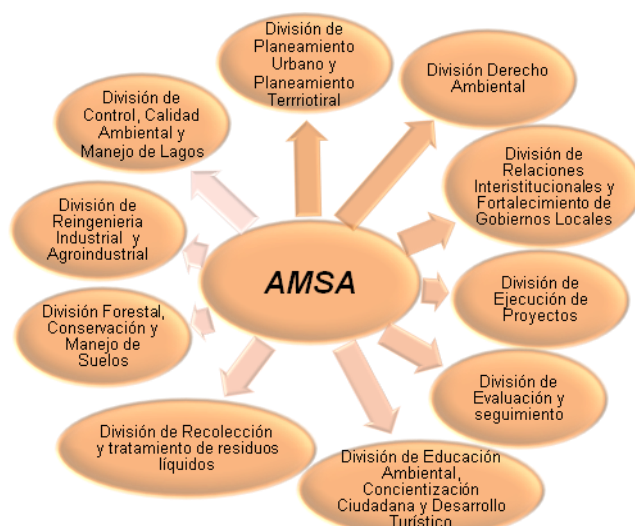 División de
Planeamiento
Urbano y
Planeamiento
Terrriotiral
División Derecho
Ambiental
División de
Relaciones
Interistitucionales y
Fortalecimiento de
Gobiernos Locales
División de
Ejecución de
Proyectos
División de
Evaluación y
seguimiento
División de Educación
Ambiental,
Concientización
Ciudadana y Desarrollo
Turístico
División de Recolección
y tratamiento de residuos
líquidos
División Forestal,
Conservación y
Manejo de
Suelos
División de
Reingenieria
Industrial y
Agroindustrial
División de
Control, Calidad
Ambiental y
Manejo de Lagos
AMSA